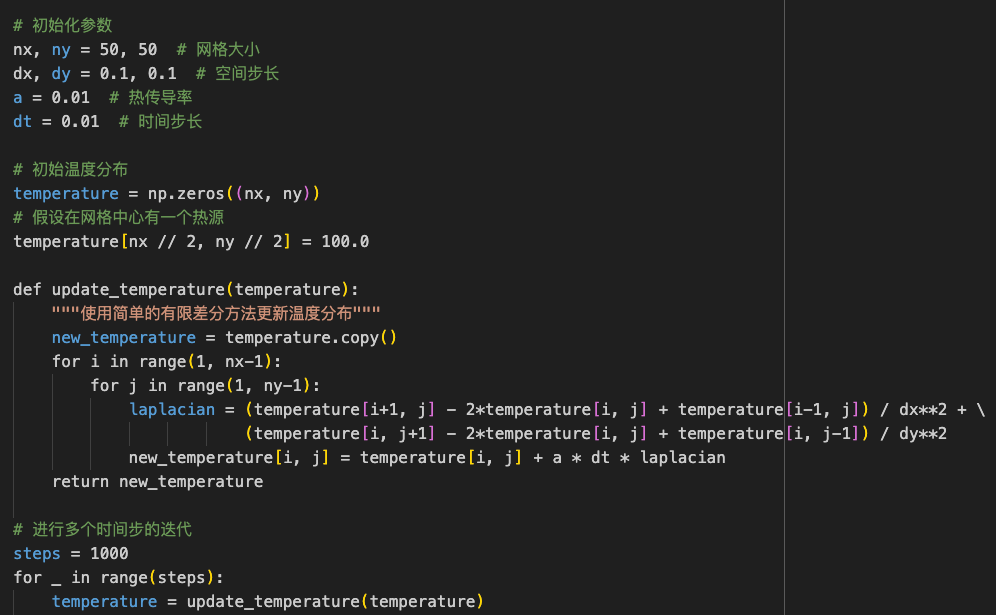 # 初始化参数
nx, ny = 50, 50  # 网格大小
dx, dy = 0.1, 0.1  # 空间步长
a = 0.01  # 热传导率
dt = 0.01  # 时间步长

# 初始温度分布
temperature = np.zeros((nx, ny))
# 假设在网格中心有一个热源
temperature[nx // 2, ny // 2] = 100.0

def update_temperature(temperature):
    """使用简单的有限差分方法更新温度分布"""
    new_temperature = temperature.copy()
    for i in range(1, nx-1):
        for j in range(1, ny-1):
            laplacian = (temperature[i+1, j] - 2*temperature[i, j] + temperature[i-1, j]) / dx**2 + \
                        (temperature[i, j+1] - 2*temperature[i, j] + temperature[i, j-1]) / dy**2
            new_temperature[i, j] = temperature[i, j] + a * dt * laplacian
    return new_temperature

# 进行多个时间步的迭代
steps = 1000
for _ in range(steps):
    temperature = update_temperature(temperature)